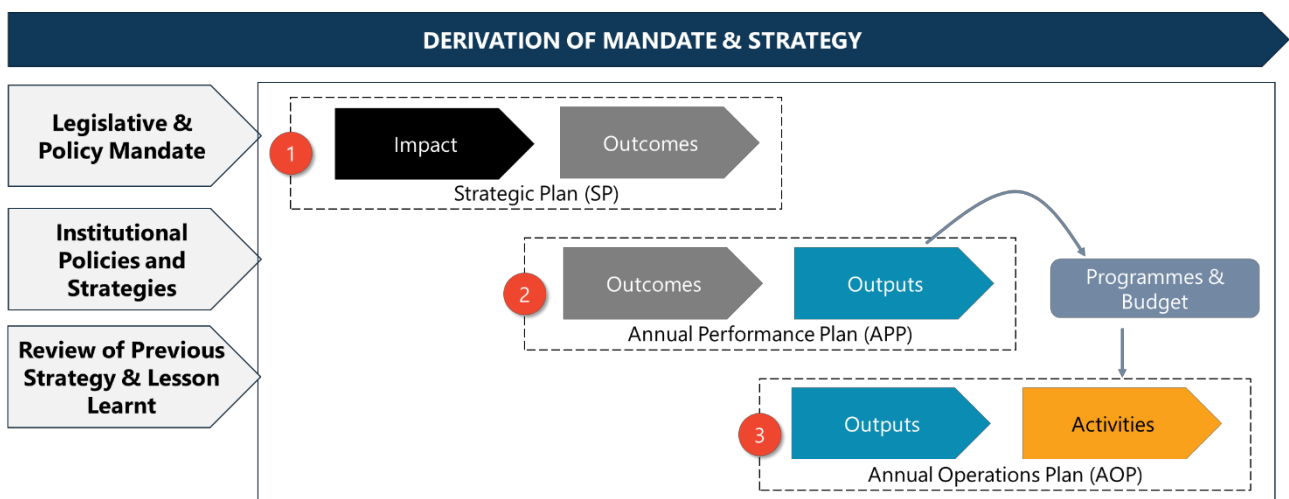 DERIVATION OF MANDATE & STRATEGY
Legislative &
Policy Mandate
Institutional
Policies and
Strategies
Review of Previous
Strategy & Lesson
Learnt
1
Impact
Outcomes
Strategic Plan (SP)
2
Outcomes
Outputs
Annual Performance Plan (APP)
Programmes &
Budget
3
Outputs
Activities
Annual Operations Plan (AOP)